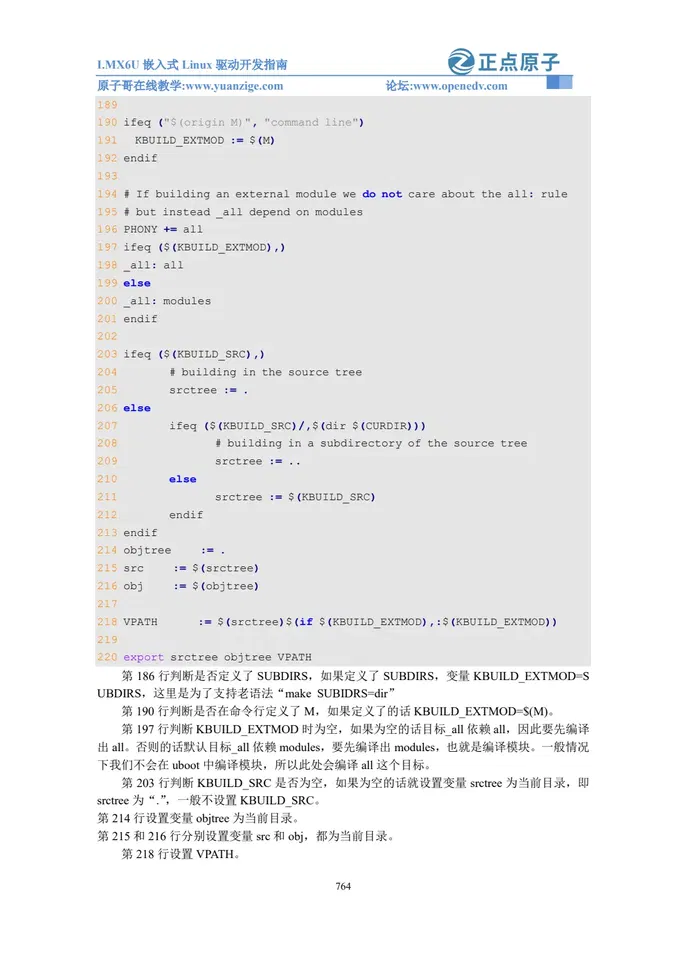 I.MX6U 嵌入式 Linux 驱动开发指南
正点原子
原子哥在线教学:www.yuanzige.com 论坛:www.openedv.com
189
190 ifeq ("$(origin M)", "command line")
191   KBUILD_EXTMOD := $(M)
192 endif
193
194 # If building an external module we do not care about the all: rule
195 # but instead _all depend on modules
196 PHONY += all
197 ifeq ($(KBUILD_EXTMOD),)
198 _all: all
199 else
200 _all: modules
201 endif
202
203 ifeq ($(KBUILD_SRC),)
204         # building in the source tree
205         srctree := .
206 else
207         ifeq ($(KBUILD_SRC)/,$(dir $(CURDIR)))
208                 # building in a subdirectory of the source tree
209                 srctree := ..
210         else
211                 srctree := $(KBUILD_SRC)
212         endif
213 endif
214 objtree    := .
215 src    := $(srctree)
216 obj    := $(objtree)
217
218 VPATH      := $(srctree)$(if $(KBUILD_EXTMOD),:$(KBUILD_EXTMOD))
219
220 export srctree objtree VPATH
第 186 行判断是否定义了 SUBDIRS，如果定义了 SUBDIRS，变量 KBUILD_EXTMOD=S
UBDIRS，这里是为了支持老语法“make SUBIDRS=dir”
第 190 行判断是否在命令行定义了 M，如果定义了的话 KBUILD_EXTMOD=$(M)。
第 197 行判断 KBUILD_EXTMOD 时为空，如果为空的话目标_all 依赖 all，因此要先编译
出 all。否则的话默认目标_all 依赖 modules，要先编译出 modules，也就是编译模块。一般情况
下我们不会在 uboot 中编译模块，所以此处会编译 all 这个目标。
第 203 行判断 KBUILD_SRC 是否为空，如果为空的话就设置变量 srctree 为当前目录，即
srctree 为“.”，一般不设置 KBUILD_SRC。
第 214 行设置变量 objtree 为当前目录。
第 215 和 216 行分别设置变量 src 和 obj，都为当前目录。
第 218 行设置 VPATH。
764